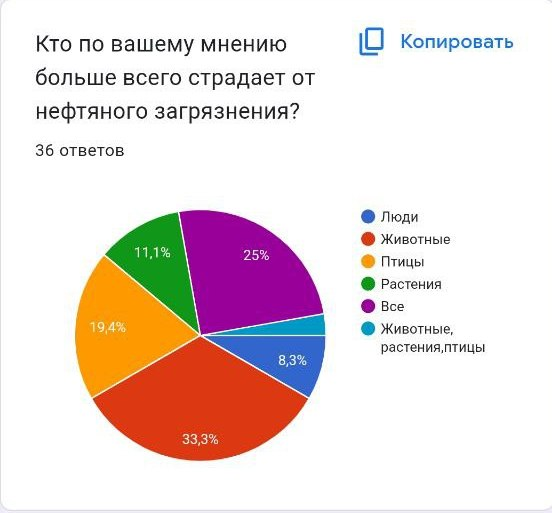 Кто по вашему мнению
больше всего страдает от
нефтяного загрязнения?
Копировать
36 ответов
11,1%
25%
19,4%
8,3%
33,3%
Люди
Животные
Птицы
Растения
Все
Животные,
растения,птицы